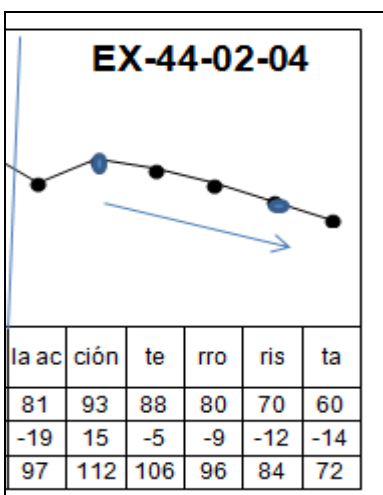 EX-44-02-04
la ac ción te rro ris ta
81 93 88 80 70 60
-19 15 -5 -9 -12 -14
97 112 106 96 84 72